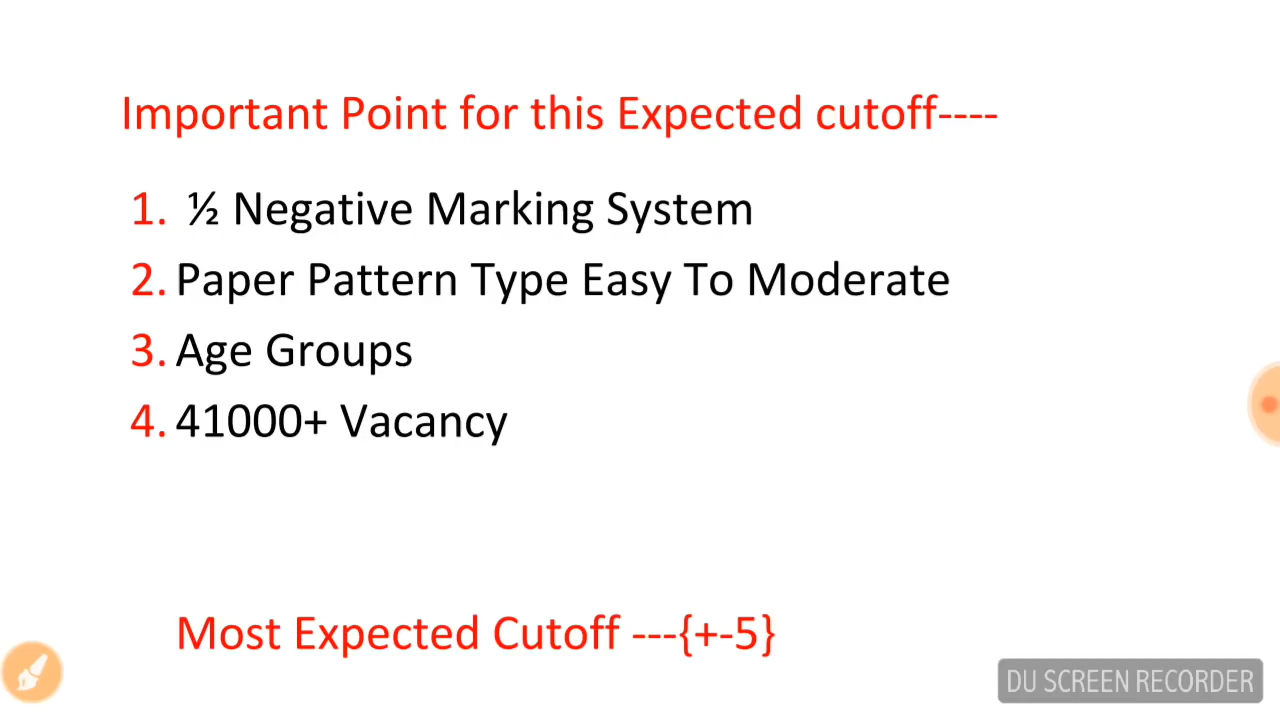 Important Point for this Expected cutoff----
1. ½ Negative Marking System
2. Paper Pattern Type Easy To Moderate
3. Age Groups
4. 41000+ Vacancy
Most Expected Cutoff ---{+-5}
DU SCREEN RECORDER